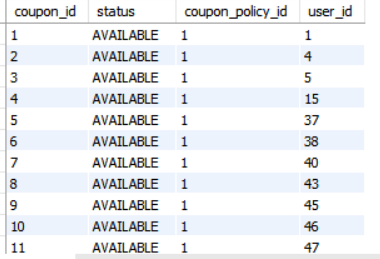 coupon_id status coupon_policy_id user_id
1 AVAILABLE 1 1
2 AVAILABLE 1 4
3 AVAILABLE 1 5
4 AVAILABLE 1 15
5 AVAILABLE 1 37
6 AVAILABLE 1 38
7 AVAILABLE 1 40
8 AVAILABLE 1 43
9 AVAILABLE 1 45
10 AVAILABLE 1 46
11 AVAILABLE 1 47